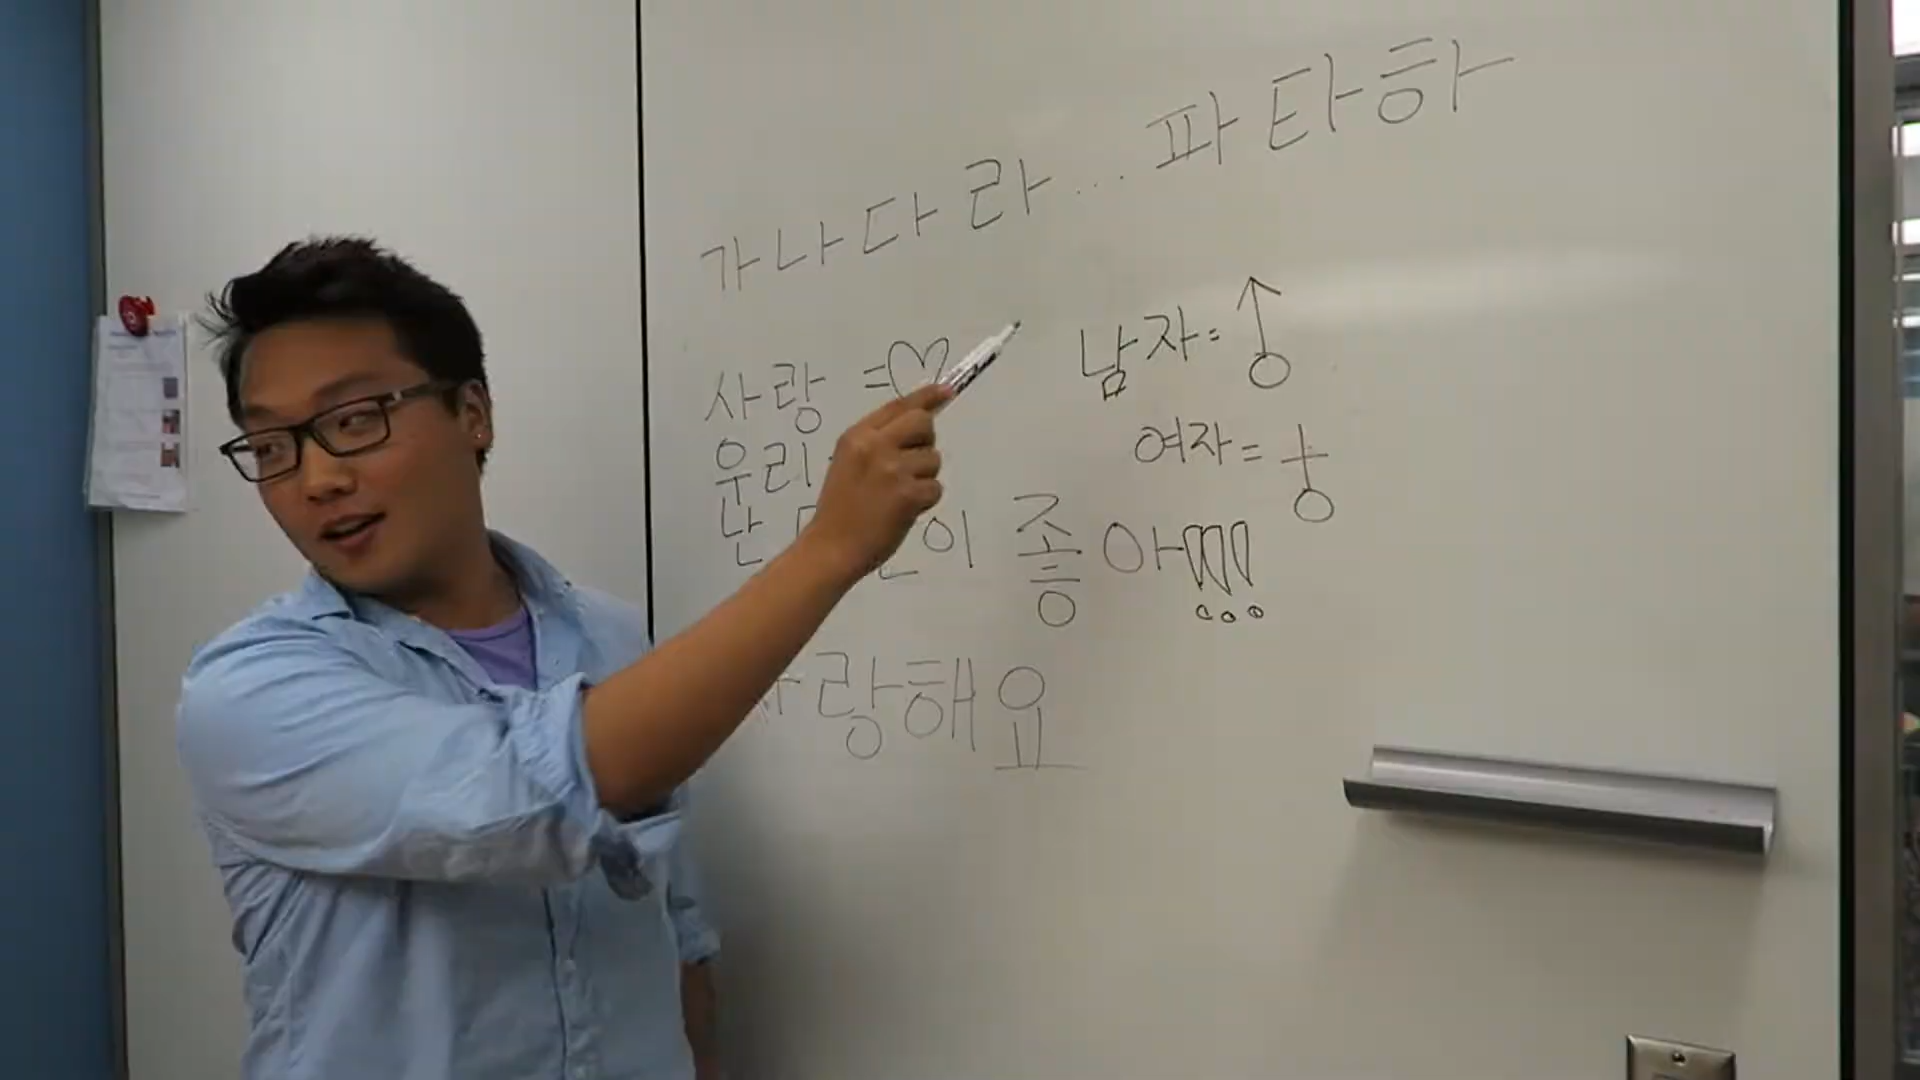 가나다라...파타하
사랑 =♡
우리
난 이 좋아!!!
랑해요
남자=
여자=